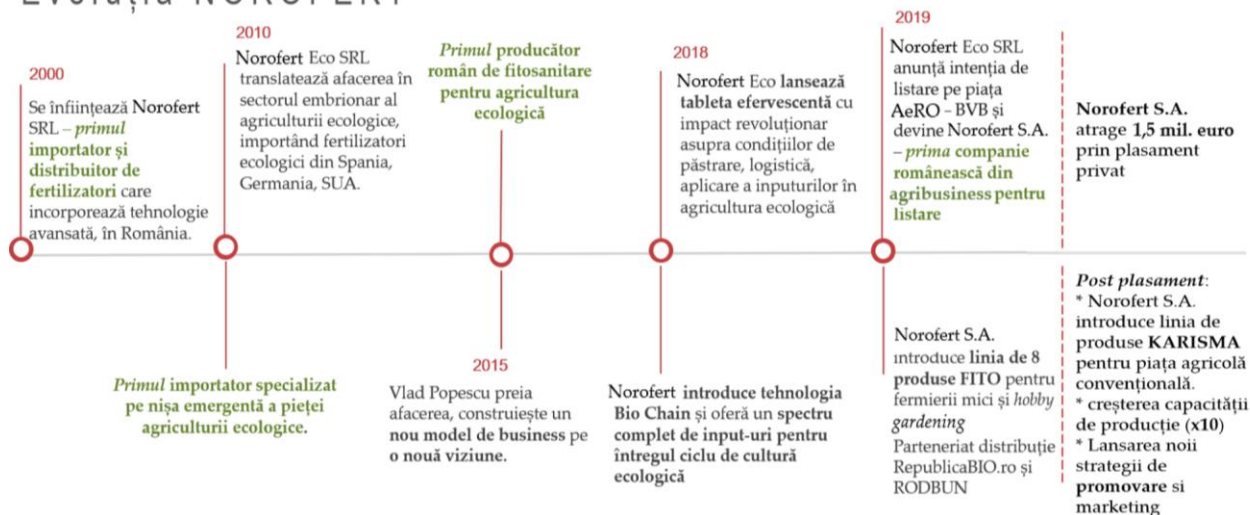 Evoluția NOROFERT
2000
Se înființează Norofert
SRL – primul
importator și
distribuitor de
fertilizatori care
incorporează tehnologie
avansată, în România.
2010
Norofert Eco SRL
translatează afacerea în
sectorul embrionar al
agriculturii ecologice,
importând fertilizatori
ecologici din Spania,
Germania, SUA.
Primul importator specializat
pe nișa emergentă a pieței
agriculturii ecologice.
Primul producător
român de fitosanitare
pentru agricultura
ecologică
2015
Vlad Popescu preia
afacerea, construiește un
nou model de business pe
o nouă viziune.
2018
Norofert Eco lansează
tableta efervescentă cu
impact revoluționar
asupra condițiilor de
păstrare, logistică,
aplicare a inputurilor în
agricultura ecologică
Norofert introduce tehnologia
Bio Chain și oferă un spectru
complet de input-uri pentru
întregul ciclu de cultură
ecologică
2019
Norofert Eco SRL
anunță intenția de
listare pe piața
AeRO – BVB și
devine Norofert S.A.
– prima companie
românească din
agribusiness pentru
listare
Norofert S.A.
introduce linia de 8
produse FITO pentru
fermierii mici și hobby
gardening
Parteneriat distribuție
RepublicaBIO.ro și
RODBUN
Norofert S.A.
atrage 1,5 mil. euro
prin plasament
privat
Post plasament:
* Norofert S.A.
introduce linia de
produse KARISMA
pentru piața agricolă
convențională.
* creșterea capacității
de producție (x10)
* Lansarea noii
strategii de
promovare si
marketing